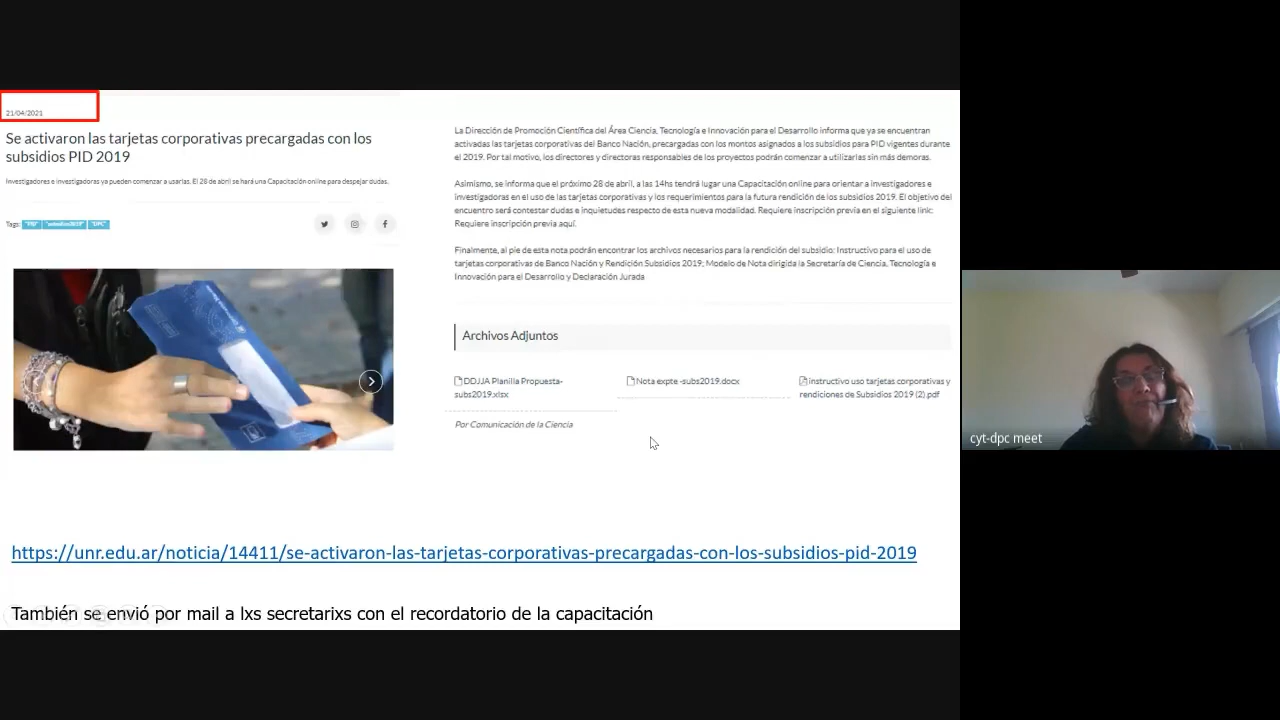 21/04/2021
Se activaron las tarjetas corporativas precargadas con los
subsidios PID 2019
Investigadores e investigadoras ya pueden comenzar a usarlas. El 28 de abril se hará una Capacitación online para despejar dudas.
Tags: "PID" "subsidios2019" "DPC"
La Dirección de Promoción Científica del Área Ciencia, Tecnología e Innovación para el Desarrollo informa que ya se encuentran
activadas las tarjetas corporativas del Banco Nación, precargadas con los montos asignados a los subsidios para PID vigentes durante
el 2019. Por tal motivo, los directores y directoras responsables de los proyectos podrán comenzar a utilizarlas sin más demoras.
Asimismo, se informa que el próximo 28 de abril, a las 14hs tendrá lugar una Capacitación online para orientar a investigadores e
investigadoras en el uso de las tarjetas corporativas y los requerimientos para la futura rendición de los subsidios 2019. El objetivo del
encuentro será contestar dudas e inquietudes respecto de esta nueva modalidad. Requiere inscripción previa en el siguiente link:
Requiere inscripción previa aquí.
Finalmente, al pie de esta nota podrán encontrar los archivos necesarios para la rendición del subsidio: Instructivo para el uso de
tarjetas corporativas de Banco Nación y Rendición Subsidios 2019; Modelo de Nota dirigida la Secretaría de Ciencia, Tecnología e
Innovación para el Desarrollo y Declaración Jurada
Archivos Adjuntos
DDJJA Planilla Propuesta-
subs2019.xlsx
Nota expte -subs2019.docx
Instructivo uso tarjetas corporativas y
rendiciones de Subsidios 2019 (2).pdf
Por Comunicación de la Ciencia
https://unr.edu.ar/noticia/14411/se-activaron-las-tarjetas-corporativas-precargadas-con-los-subsidios-pid-2019
También se envió por mail a lxs secretarixs con el recordatorio de la capacitación
cyt-dpc meet